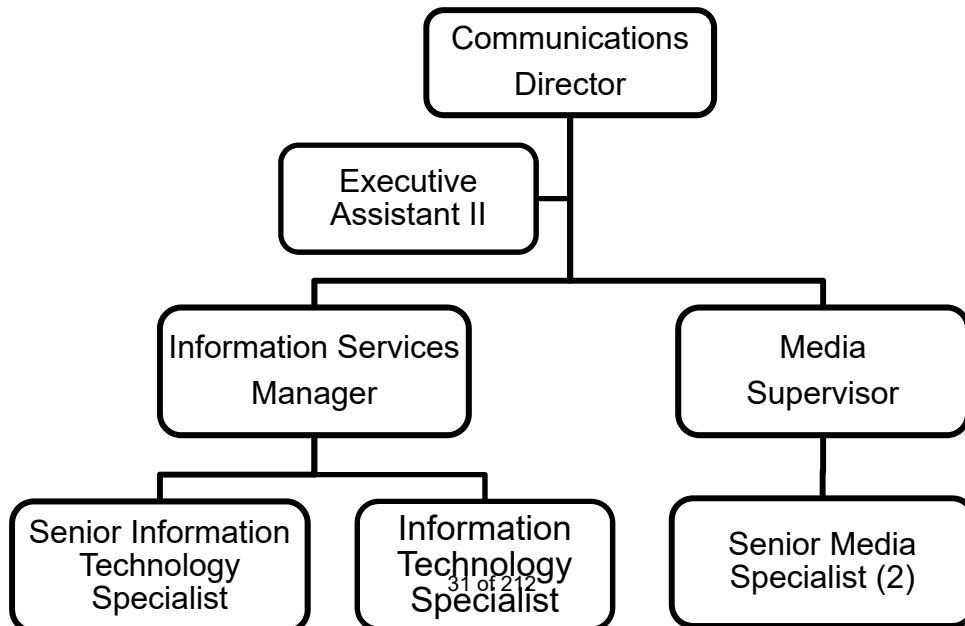 Communications
Director
Executive
Assistant II
Information Services
Manager
Media
Supervisor
Senior Information
Technology
Specialist
Information
Technology
Specialist
31 of 212
Senior Media
Specialist (2)